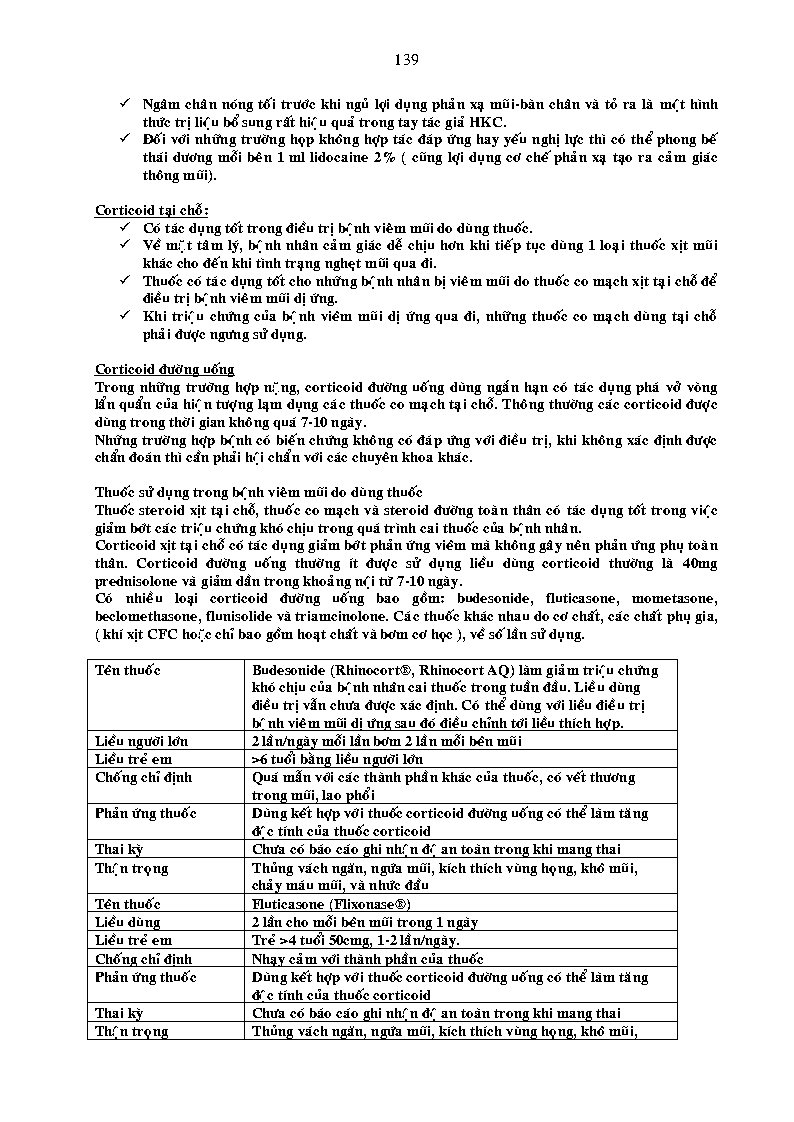 139
✓ Ngâm chân nóng tối trước khi ngủ lợi dụng phản xạ mũi-bàn chân và tỏ ra là một hình
thức trị liệu bổ sung rất hiệu quả trong tay tác giả HKC.
✓ Đối với những trường họp không hợp tác đáp ứng hay yếu nghị lực thì có thể phong bế
thái dương mỗi bên 1 ml lidocaine 2% ( cũng lợi dụng cơ chế phản xạ tạo ra cảm giác
thông mũi).
Corticoid tại chỗ:
✓ Có tác dụng tốt trong điều trị bệnh viêm mũi do dùng thuốc.
✓ Về mặt tâm lý, bệnh nhân cảm giác dễ chịu hơn khi tiếp tục dùng 1 loại thuốc xịt mũi
khác cho đến khi tình trạng nghẹt mũi qua đi.
✓ Thuốc có tác dụng tốt cho những bệnh nhân bị viêm mũi do thuốc co mạch xịt tại chỗ để
điều trị bệnh viêm mũi dị ứng.
✓ Khi triệu chứng của bệnh viêm mũi dị ứng qua đi, những thuốc co mạch dùng tại chỗ
phải được ngưng sử dụng.
Corticoid đường uống
Trong những trường hợp nặng, corticoid đường uống dùng ngắn hạn có tác dụng phá vở vòng
lẩn quẩn của hiện tượng lạm dụng các thuốc co mạch tại chỗ. Thông thường các corticoid được
dùng trong thời gian không quá 7-10 ngày.
Những trường hợp bệnh có biến chứng không có đáp ứng với điều trị, khi không xác định được
chẩn đoán thì cần phải hội chẩn với các chuyên khoa khác.
Thuốc sử dụng trong bệnh viêm mũi do dùng thuốc
Thuốc steroid xịt tại chỗ, thuốc co mạch và steroid đường toàn thân có tác dụng tốt trong việc
giảm bớt các triệu chứng khó chịu trong quá trình cai thuốc của bệnh nhân.
Corticoid xịt tại chỗ có tác dụng giảm bớt phản ứng viêm mà không gây nên phản ứng phụ toàn
thân. Corticoid đường uống thường ít được sử dụng liều dùng corticoid thường là 40mg
prednisolone và giảm dần trong khoảng nội từ 7-10 ngày.
Có nhiều loại corticoid đường uống bao gồm: budesonide, fluticasone, mometasone,
beclomethasone, flunisolide và triamcinolone. Các thuốc khác nhau do cơ chất, các chất phụ gia,
( khí xịt CFC hoặc chỉ bao gồm hoạt chất và bơm cơ học ), về số lần sử dụng.
Tên thuốc Budesonide (Rhinocort®, Rhinocort AQ) làm giảm triệu chứng
khó chịu của bệnh nhân cai thuốc trong tuần đầu. Liều dùng
điều trị vẫn chưa được xác định. Có thể dùng với liều điều trị
bệnh viêm mũi dị ứng sau đó điều chỉnh tới liều thích hợp.
Liều người lớn 2 lần/ngày mỗi lần bơm 2 lần mỗi bên mũi
Liều trẻ em >6 tuổi bằng liều người lớn
Chống chỉ định Quá mẫn với các thành phần khác của thuốc, có vết thương
trong mũi, lao phổi
Phản ứng thuốc Dùng kết hợp với thuốc corticoid đường uống có thể làm tăng
độc tính của thuốc corticoid
Thai kỳ Chưa có báo cáo ghi nhận độ an toàn trong khi mang thai
Thận trọng Thủng vách ngăn, ngứa mũi, kích thích vùng họng, khô mũi,
chảy máu mũi, và nhức đầu
Tên thuốc Fluticasone (Flixonase®)
Liều dùng 2 lần cho mỗi bên mũi trong 1 ngày
Liều trẻ em Trẻ >4 tuổi 50cmg, 1-2 lần/ngày.
Chống chỉ định Nhạy cảm với thành phần của thuốc
Phản ứng thuốc Dùng kết hợp với thuốc corticoid đường uống có thể làm tăng
độc tính của thuốc corticoid
Thai kỳ Chưa có báo cáo ghi nhận độ an toàn trong khi mang thai
Thận trọng Thủng vách ngăn, ngứa mũi, kích thích vùng họng, khô mũi,